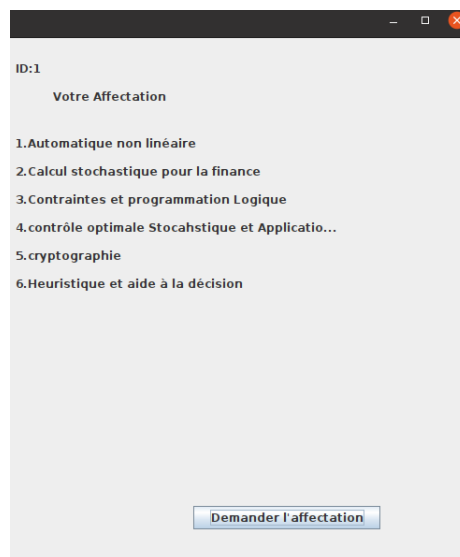 ID:1
Votre Affectation
1.Automatique non linéaire
2.Calcul stochastique pour la finance
3.Contraintes et programmation Logique
4.contrôle optimale Stocahstique et Applicatio...
5.cryptographie
6.Heuristique et aide à la décision
Demander l'affectation